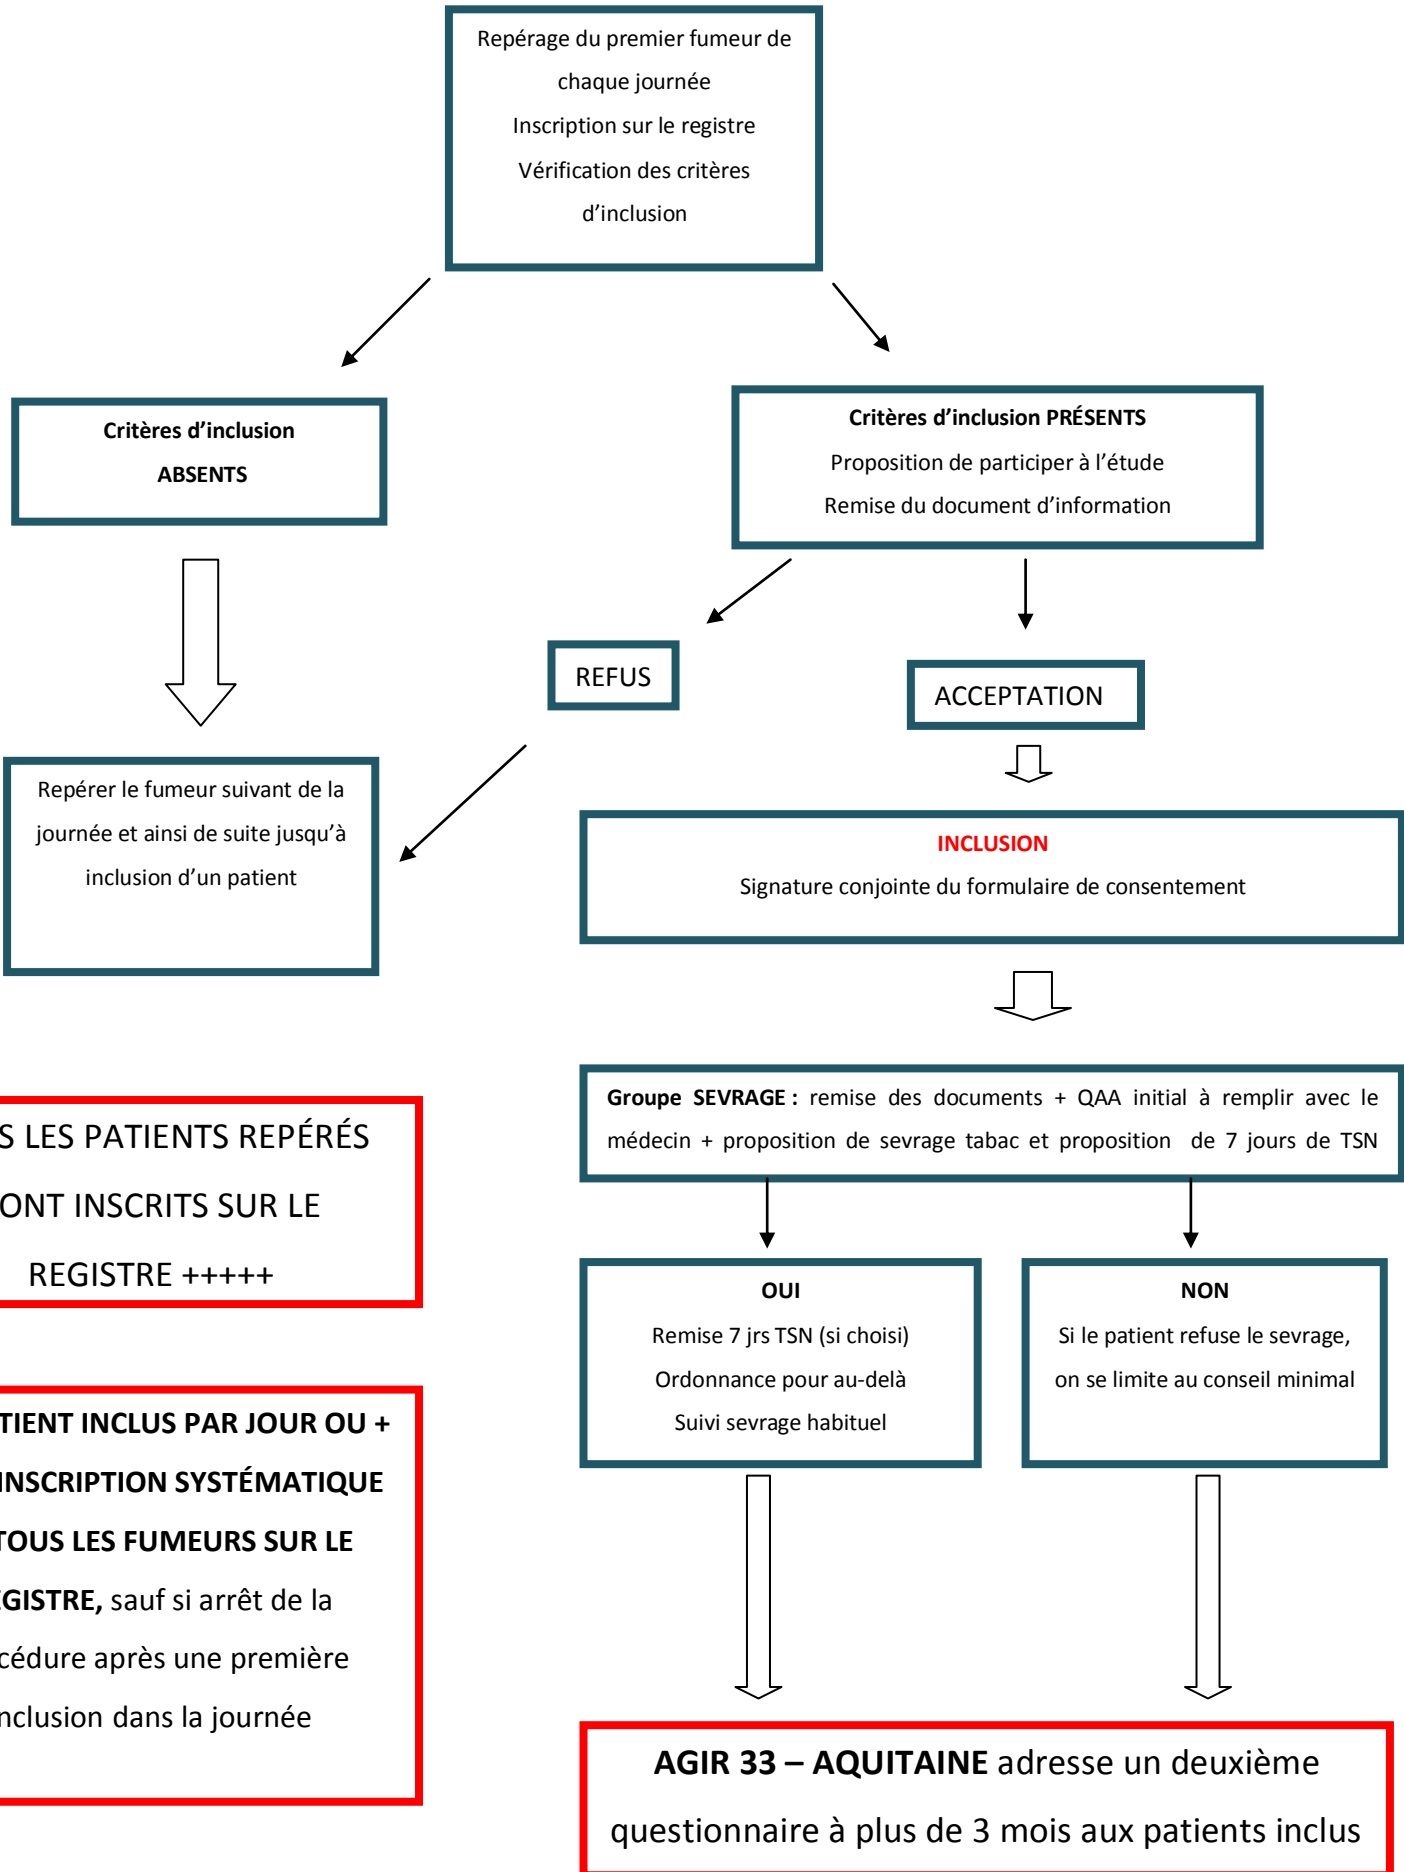 Repérage du premier fumeur de
chaque journée
Inscription sur le registre
Vérification des critères
d’inclusion
Critères d’inclusion
ABSENTS
Critères d’inclusion PRÉSENTS
Proposition de participer à l’étude
Remise du document d’information
REFUS
ACCEPTATION
Repérer le fumeur suivant de la
journée et ainsi de suite jusqu’à
inclusion d’un patient
INCLUSION
Signature conjointe du formulaire de consentement
Groupe SEVRAGE : remise des documents + QAA initial à remplir avec le
médecin + proposition de sevrage tabac et proposition de 7 jours de TSN
LES PATIENTS REPÉRÉS
INSCRITS SUR LE
REGISTRE +++++
OUI
Remise 7 jrs TSN (si choisi)
Ordonnance pour au-delà
Suivi sevrage habituel
NON
Si le patient refuse le sevrage,
on se limite au conseil minimal
INCLUS PAR JOUR OU +
INSCRIPTION SYSTÉMATIQUE
TOUS LES FUMEURS SUR LE
sauf si arrêt de la
après une première
dans la journée
AGIR 33 – AQUITAINE adresse un deuxième
questionnaire à plus de 3 mois aux patients inclus